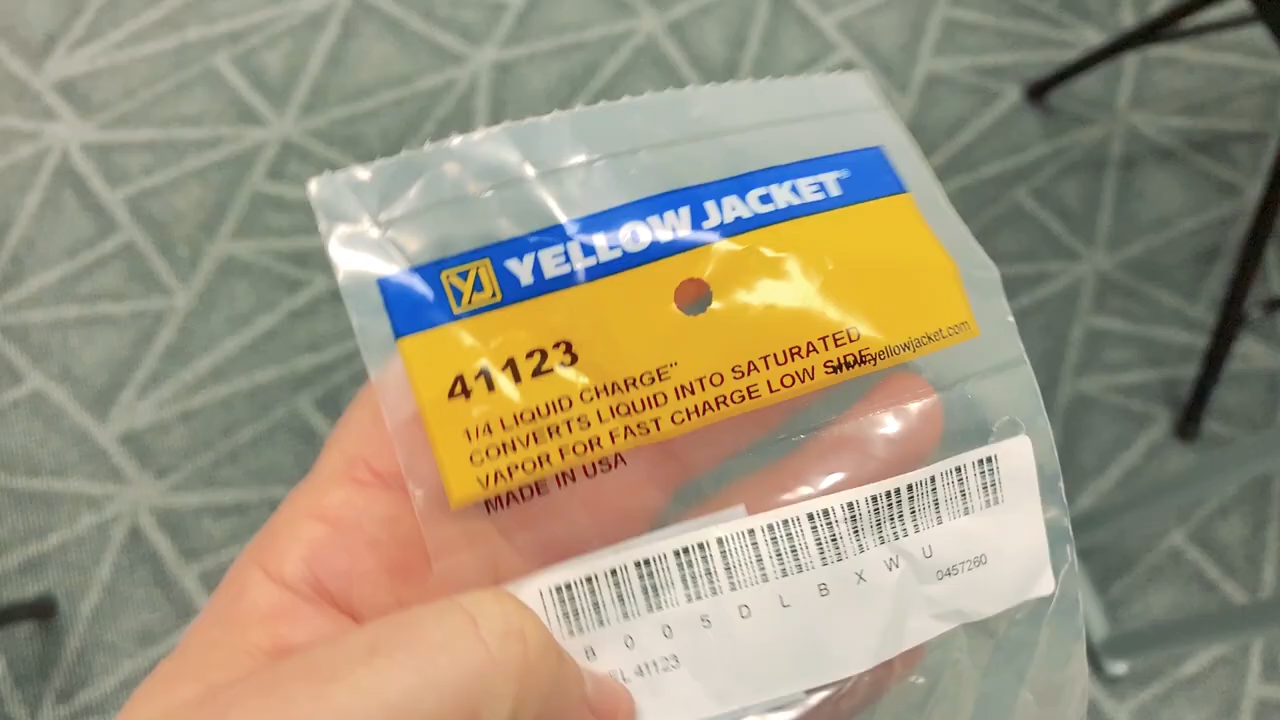 YJ YELLOW JACKET®
41123
1/4 LIQUID CHARGE"
CONVERTS LIQUID INTO SATURATED
VAPOR FOR FAST CHARGE LOW SIDE
MADE IN USA
www.yellowjacket.com
B 0 0 5 D L B X W U
0457260
41123